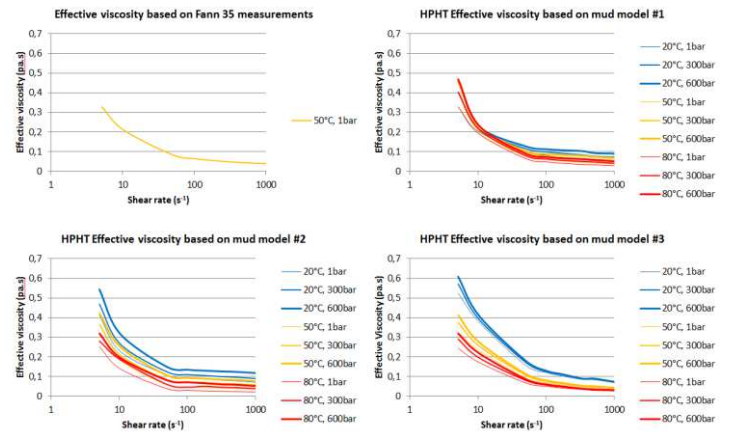 Effective viscosity based on Fann 35 measurements
Effective viscosity (pa.s)
0,7
0,6
0,5
0,4
0,3
0,2
0,1
0
1
10
100
1000
Shear rate (s-1)
50°C, 1bar
HPHT Effective viscosity based on mud model #1
Effective viscosity (pa.s)
0,7
0,6
0,5
0,4
0,3
0,2
0,1
0
1
10
100
1000
Shear rate (s-1)
20°C, 1bar
20°C, 300bar
20°C, 600bar
50°C, 1bar
50°C, 300bar
50°C, 600bar
80°C, 1bar
80°C, 300bar
80°C, 600bar
HPHT Effective viscosity based on mud model #2
Effective viscosity (pa.s)
0,7
0,6
0,5
0,4
0,3
0,2
0,1
0
1
10
100
1000
Shear rate (s-1)
20°C, 1bar
20°C, 300bar
20°C, 600bar
50°C, 1bar
50°C, 300bar
50°C, 600bar
80°C, 1bar
80°C, 300bar
80°C, 600bar
HPHT Effective viscosity based on mud model #3
Effective viscosity (pa.s)
0,7
0,6
0,5
0,4
0,3
0,2
0,1
0
1
10
100
1000
Shear rate (s-1)
20°C, 1bar
20°C, 300bar
20°C, 600bar
50°C, 1bar
50°C, 300bar
50°C, 600bar
80°C, 1bar
80°C, 300bar
80°C, 600bar